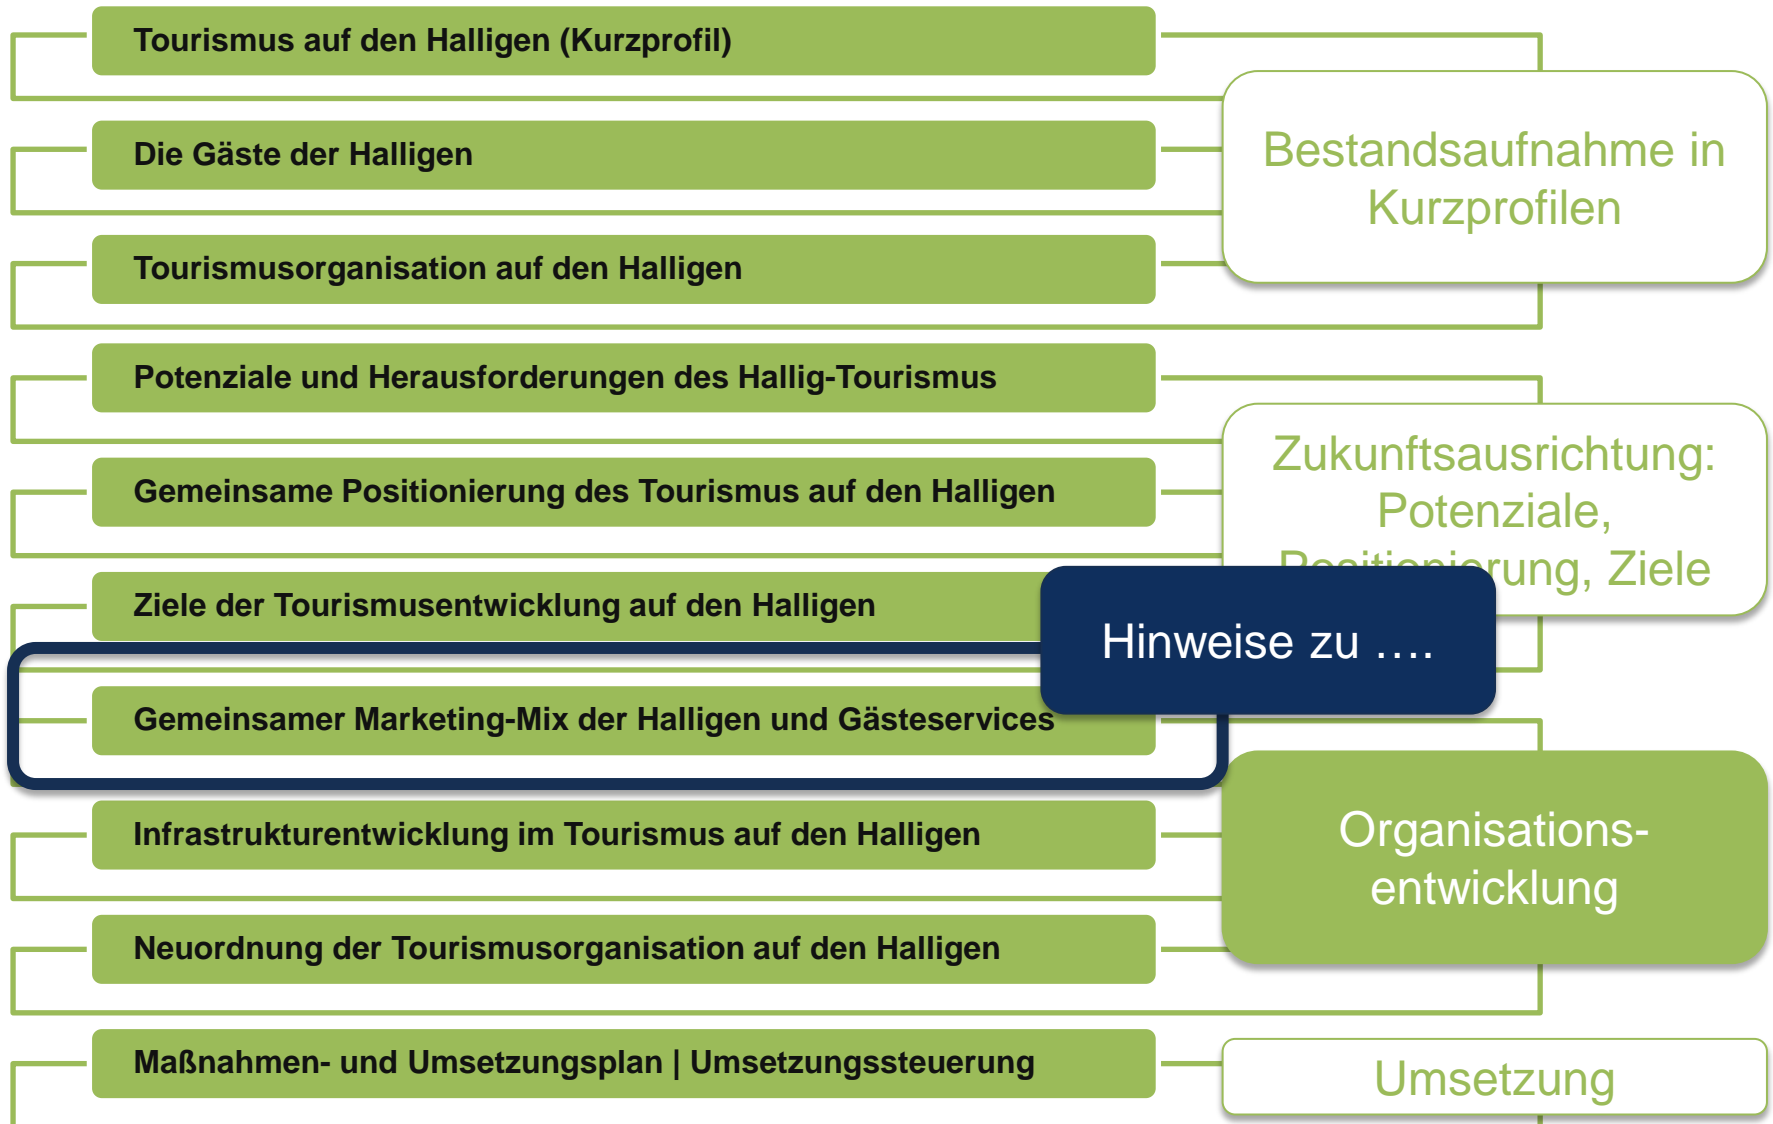 Tourismus auf den Halligen (Kurzprofil)
Die Gäste der Halligen
Tourismusorganisation auf den Halligen
Bestandsaufnahme in
Kurzprofilen
Potenziale und Herausforderungen des Hallig-Tourismus
Gemeinsame Positionierung des Tourismus auf den Halligen
Ziele der Tourismusentwicklung auf den Halligen
Zukunftsausrichtung:
Potenziale,
Positionierung, Ziele
Hinweise zu ….
Gemeinsamer Marketing-Mix der Halligen und Gästeservices
Infrastrukturentwicklung im Tourismus auf den Halligen
Neuordnung der Tourismusorganisation auf den Halligen
Organisations-
entwicklung
Maßnahmen- und Umsetzungsplan | Umsetzungssteuerung
Umsetzung